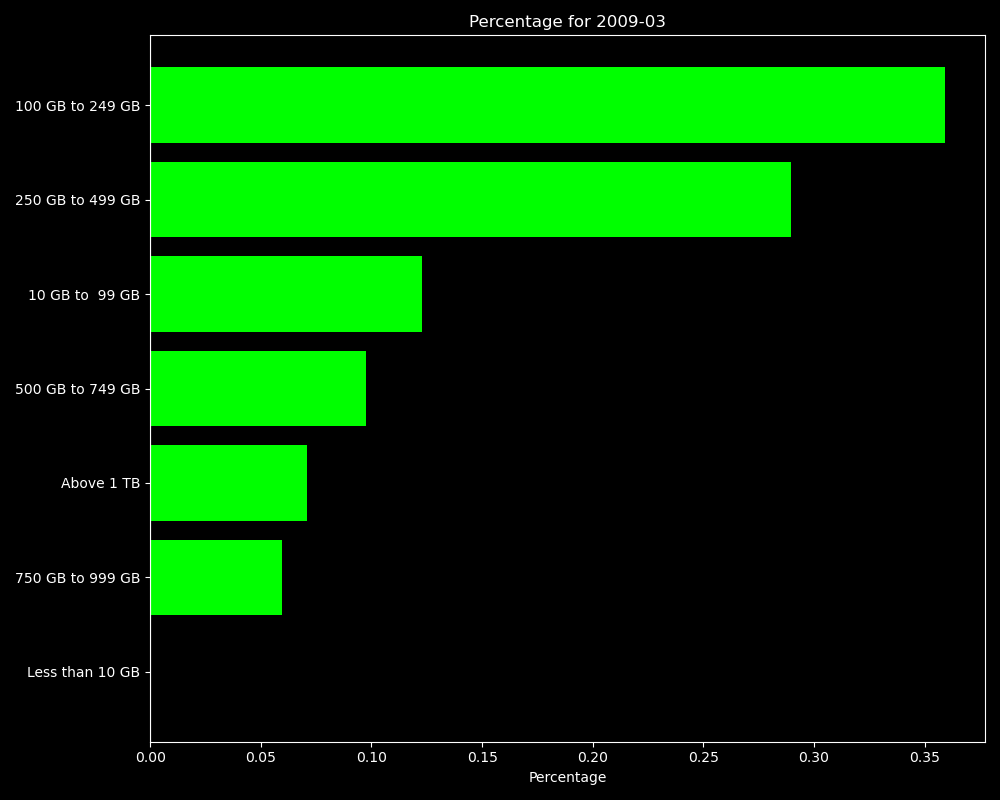 Percentage for 2009-03
100 GB to 249 GB
250 GB to 499 GB
10 GB to  99 GB
500 GB to 749 GB
Above 1 TB
750 GB to 999 GB
Less than 10 GB
0.00 0.05 0.10 0.15 0.20 0.25 0.30 0.35
Percentage